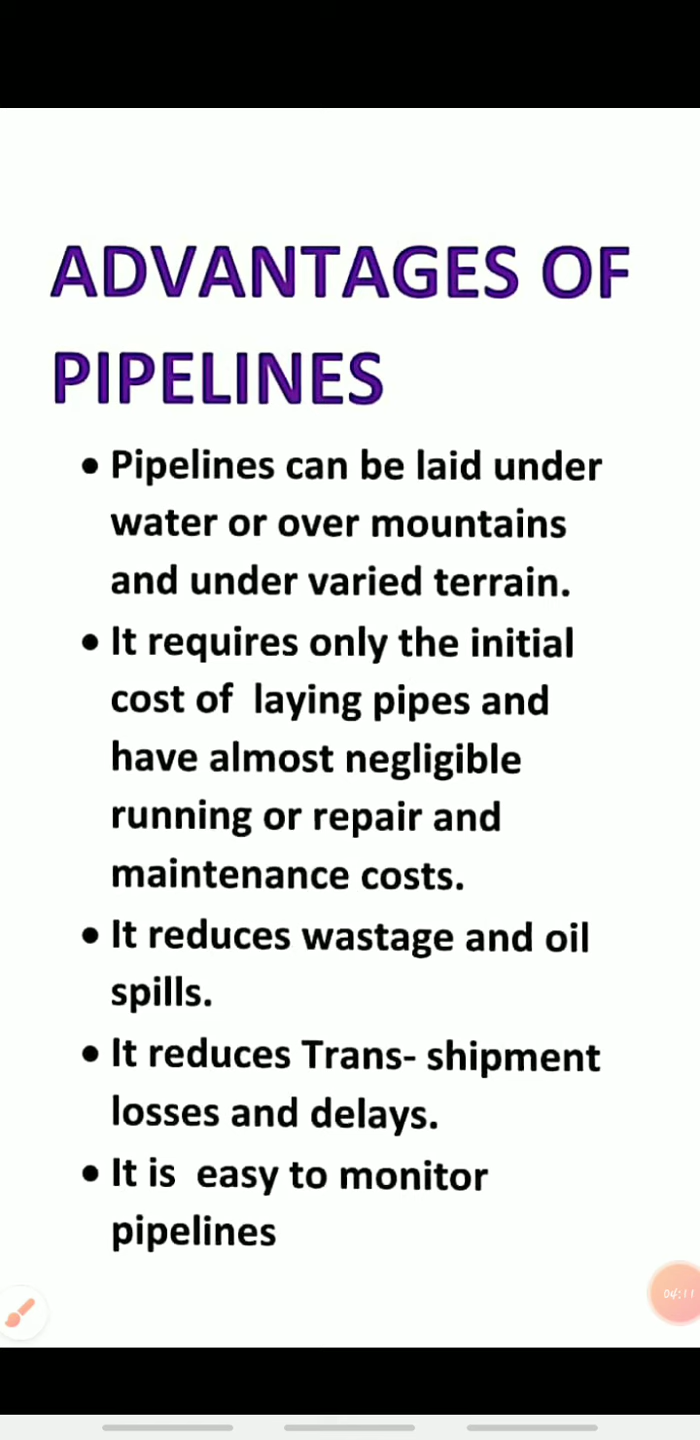 ADVANTAGES OF
PIPELINES
• Pipelines can be laid under
water or over mountains
and under varied terrain.
• It requires only the initial
cost of  laying pipes and
have almost negligible
running or repair and
maintenance costs.
• It reduces wastage and oil
spills.
• It reduces Trans- shipment
losses and delays.
• It is  easy to monitor
pipelines
04:11